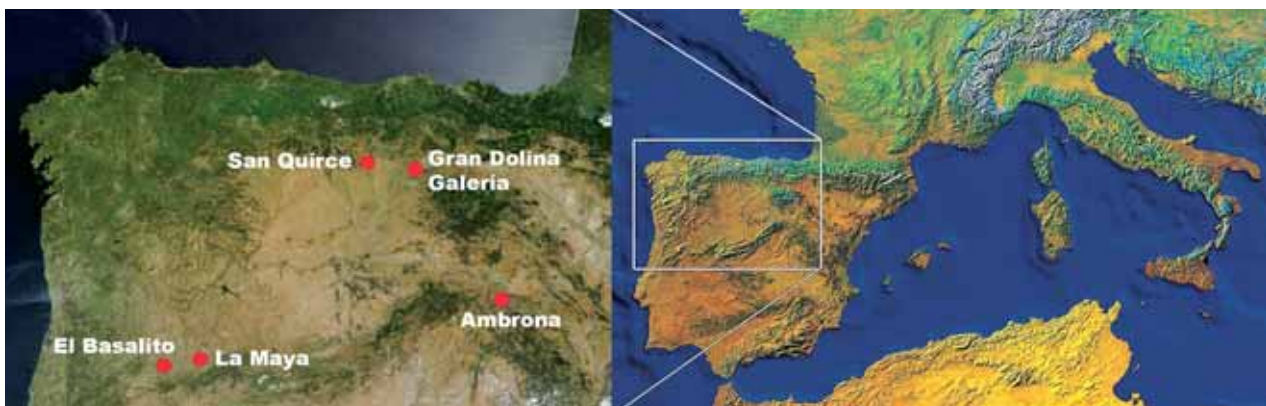 San Quirce
Gran Dolina
Galería
Ambrona
El Basalito
La Maya